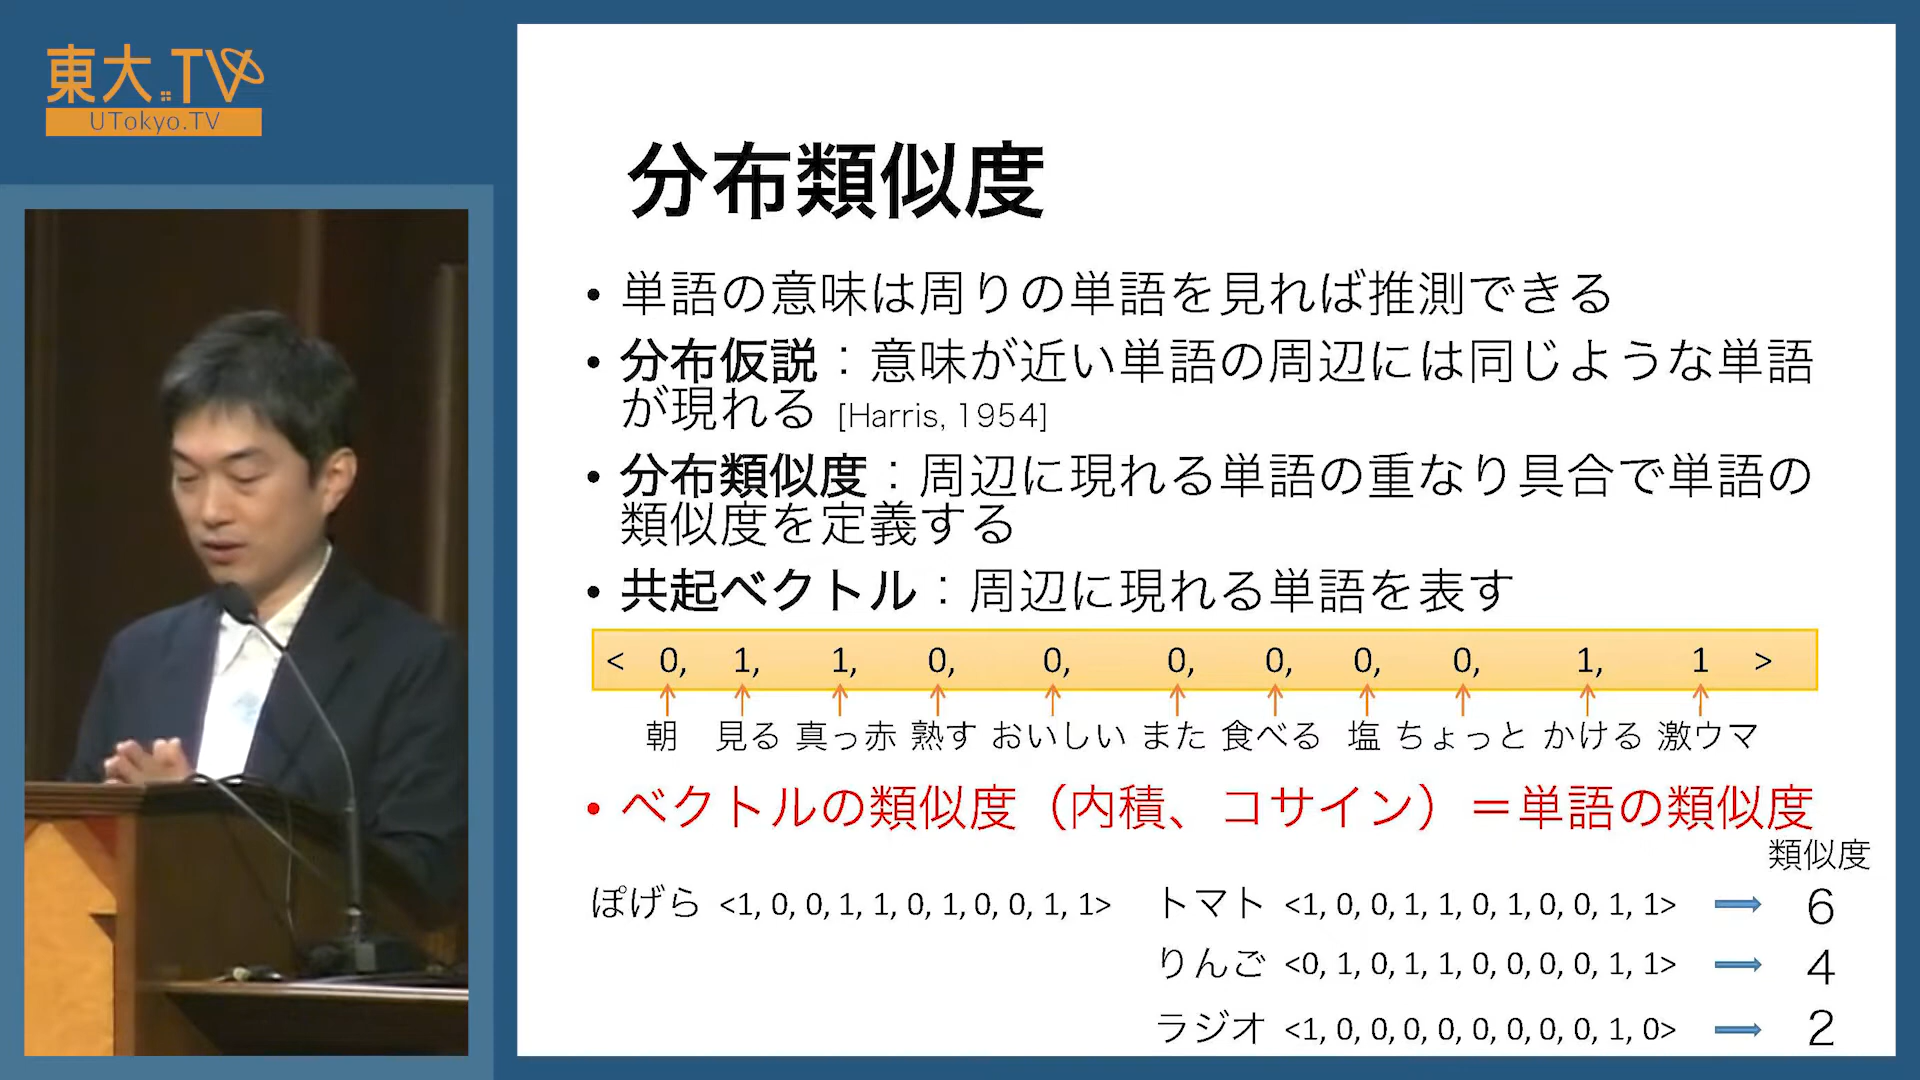 東大.TV
UTokyo.TV
分布類似度
• 単語の意味は周りの単語を見れば推測できる
• 分布仮説：意味が近い単語の周辺には同じような単語
が現れる [Harris, 1954]
• 分布類似度：周辺に現れる単語の重なり具合で単語の
類似度を定義する
• 共起ベクトル：周辺に現れる単語を表す
< 0, 1, 1, 0, 0, 0, 0, 0, 0, 1, 1 >
朝 見る 真っ赤 熟す おいしい また 食べる 塩 ちょっと かける 激ウマ
• ベクトルの類似度（内積、コサイン）＝単語の類似度
類似度
ぽげら <1, 0, 0, 1, 1, 0, 1, 0, 0, 1, 1> トマト <1, 0, 0, 1, 1, 0, 1, 0, 0, 1, 1> 6
りんご <0, 1, 0, 1, 1, 0, 0, 0, 0, 1, 1> 4
ラジオ <1, 0, 0, 0, 0, 0, 0, 0, 0, 1, 0> 2